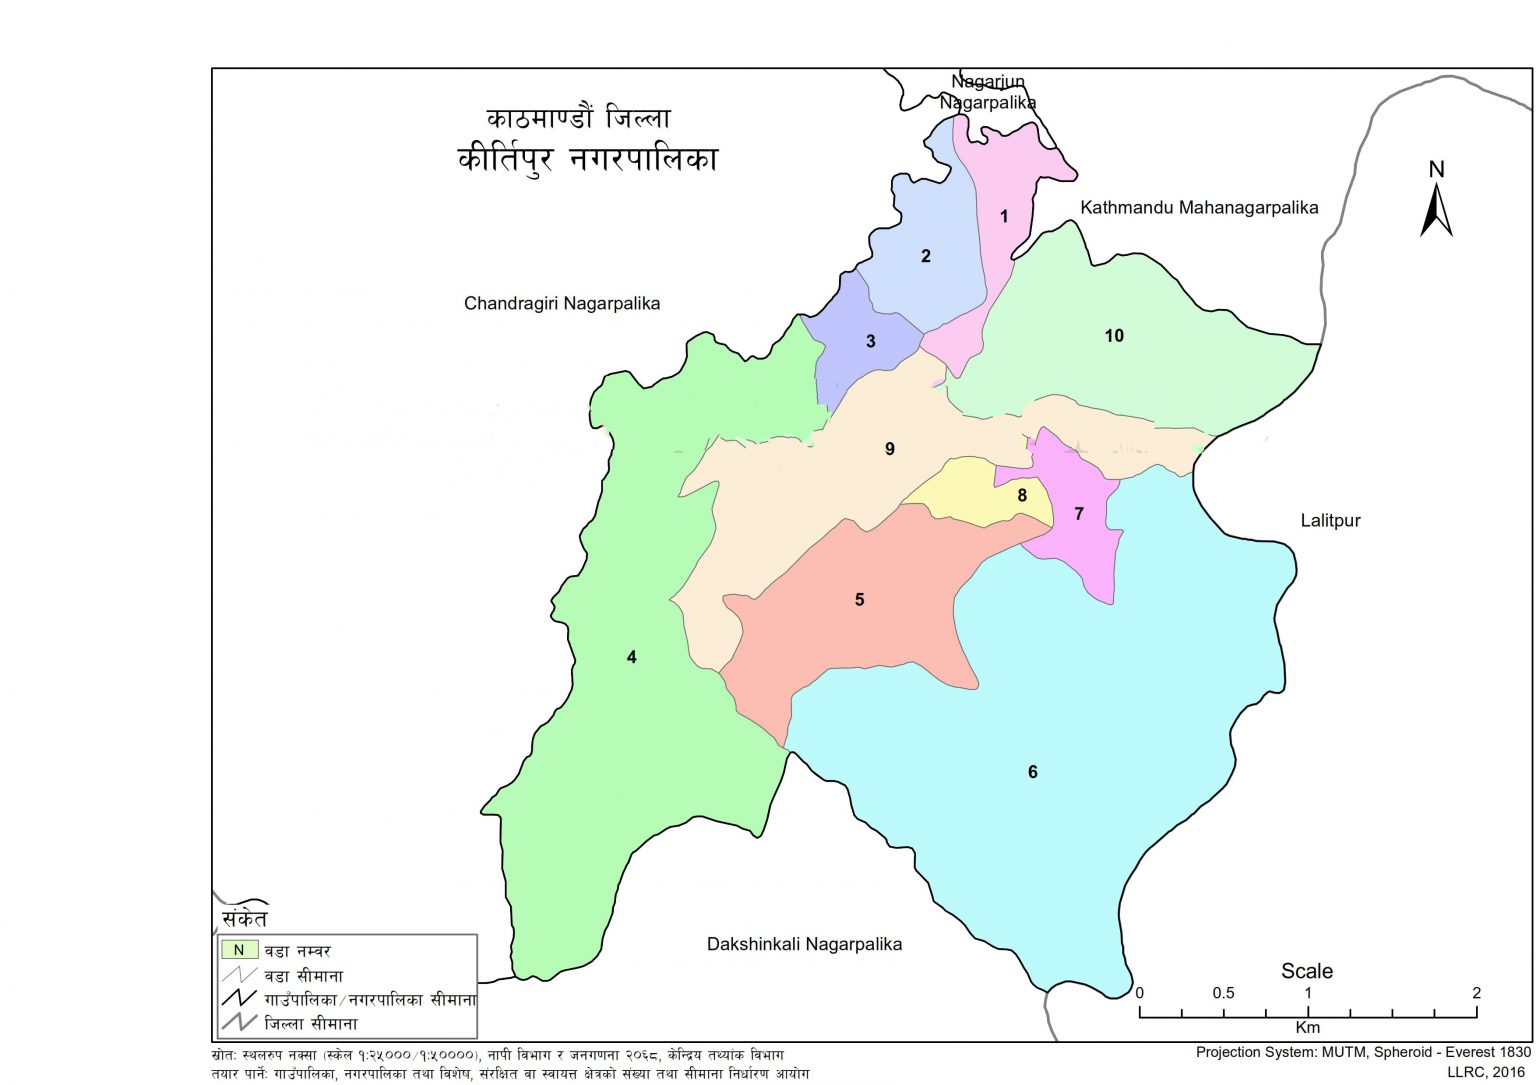 Nagarjun
Nagarpalika
काठमाण्डौं जिल्ला
कीर्तिपुर नगरपालिका
N
Kathmandu Mahanagarpalika
1
2
Chandragiri Nagarpalika
3
10
9
8
7
Lalitpur
5
4
6
Dakshinkali Nagarpalika
संकेत
N वडा नम्वर
वडा सीमाना
गाउँपालिका/नगरपालिका सीमाना
जिल्ला सीमाना
Scale
0 0.5 1 2
Km
स्रोतः स्थलरुप नक्सा (स्केल १:२५०००/१:५००००), नापी विभाग र जनगणना २०६८, केन्द्रिय तथ्यांक विभाग
तयार पार्नेः गाउँपालिका, नगरपालिका तथा विशेष, संरक्षित वा स्वायत्त क्षेत्रको संख्या तथा सीमाना निर्धारण आयोग
Projection System: MUTM, Spheroid - Everest 1830
LLRC, 2016